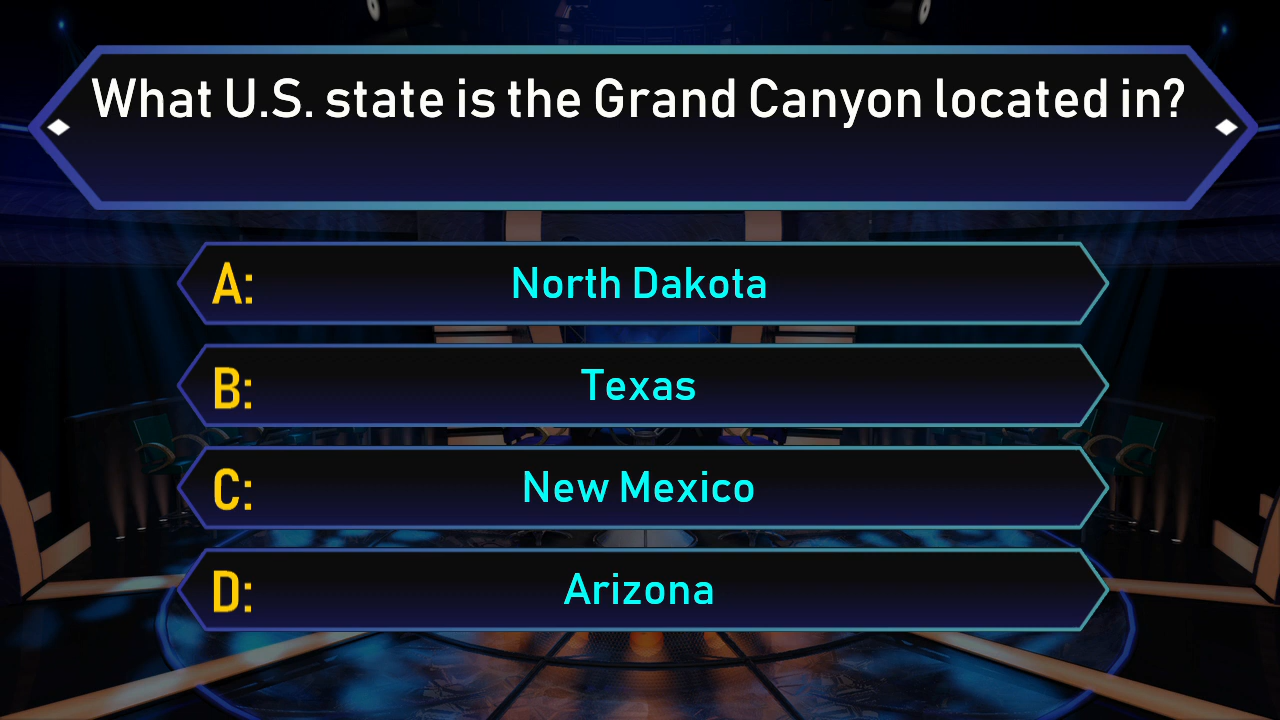 What U.S. state is the Grand Canyon located in?
A: North Dakota
B: Texas
C: New Mexico
D: Arizona